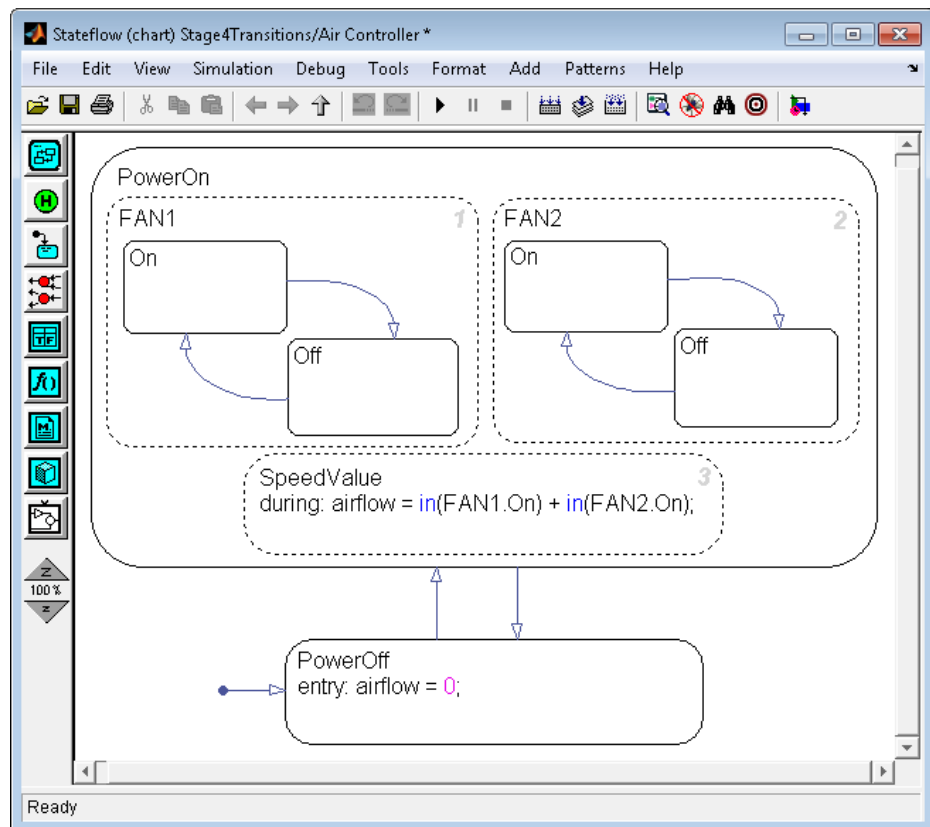 Stateflow (chart) Stage4Transitions/Air Controller *
File Edit View Simulation Debug Tools Format Add Patterns Help
PowerOn
FAN1 1
On
Off
FAN2 2
On
Off
SpeedValue 3
during: airflow = in(FAN1.On) + in(FAN2.On);
PowerOff
entry: airflow = 0;
H
TF
f()
M
Z
100 %
z
Ready